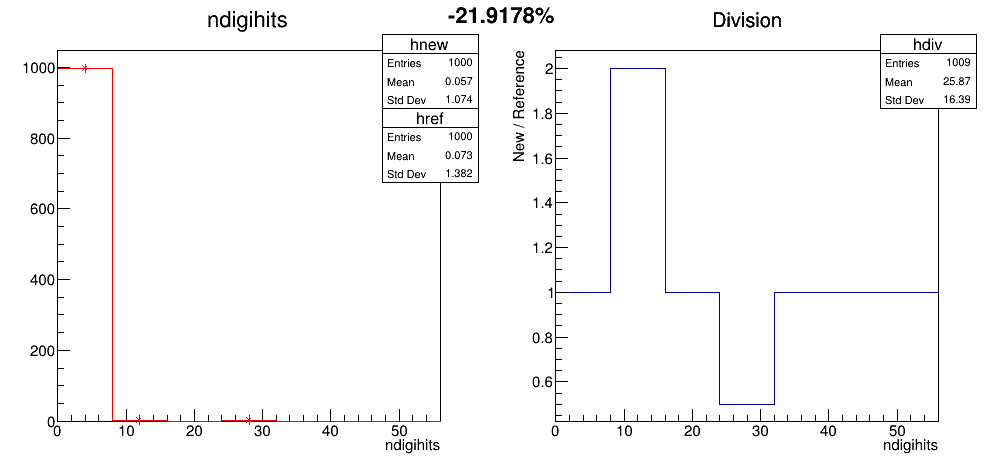 -21.9178%
ndigihits
hnew
Entries 1000
Mean 0.057
Std Dev 1.074
href
Entries 1000
Mean 0.073
Std Dev 1.382
1000
800
600
400
200
0
0 10 20 30 40 50
ndigihits
Division
hdiv
Entries 1009
Mean 25.87
Std Dev 16.39
New / Reference
2
1.8
1.6
1.4
1.2
1
0.8
0.6
0 10 20 30 40 50
ndigihits